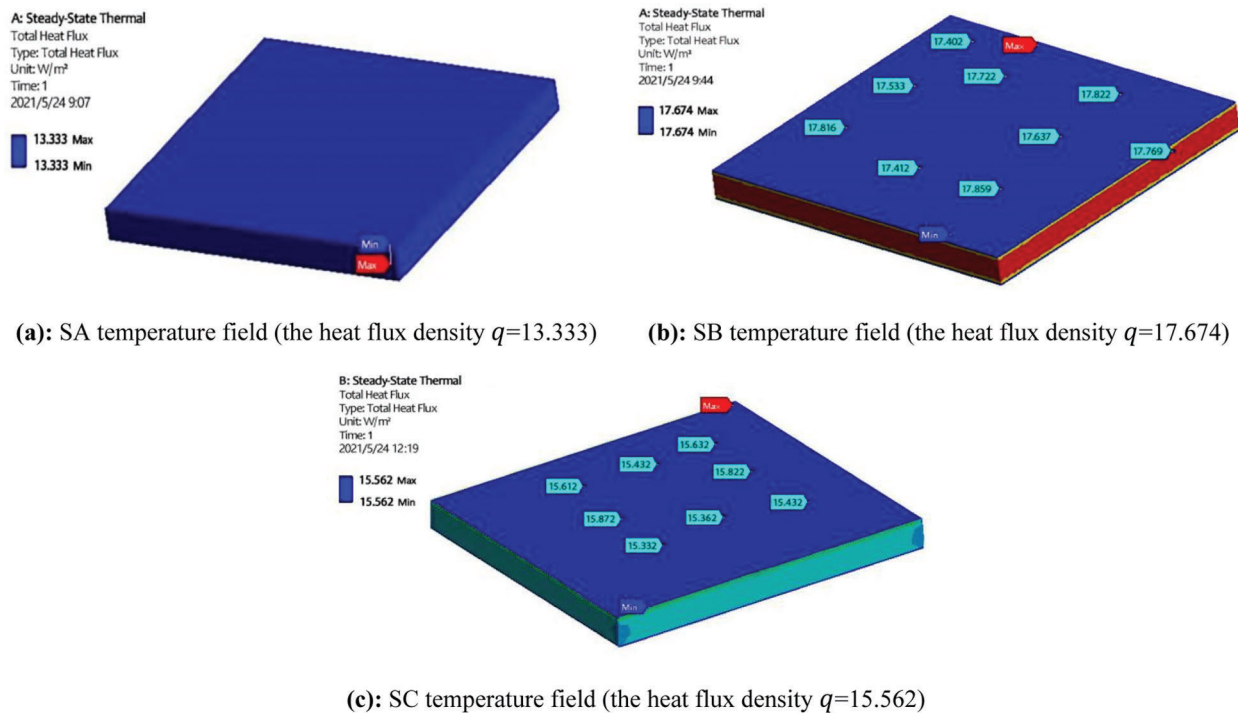 A: Steady-State Thermal
Total Heat Flux
Type: Total Heat Flux
Unit: W/m²
Time: 1
2021/5/24 9:07
13.333 Max
13.333 Min
Min
Max
(a): SA temperature field (the heat flux density q=13.333)
A: Steady-State Thermal
Total Heat Flux
Type: Total Heat Flux
Unit: W/m²
Time: 1
2021/5/24 9:44
17.674 Max
17.674 Min
17.402
Max
17.722
17.533
17.822
17.816
17.637
17.769
17.412
17.859
Min
(b): SB temperature field (the heat flux density q=17.674)
B: Steady-State Thermal
Total Heat Flux
Type: Total Heat Flux
Unit: W/m²
Time: 1
2021/5/24 12:19
15.562 Max
15.562 Min
Max
15.632
15.432
15.822
15.612
15.432
15.872
15.362
15.332
Min
(c): SC temperature field (the heat flux density q=15.562)